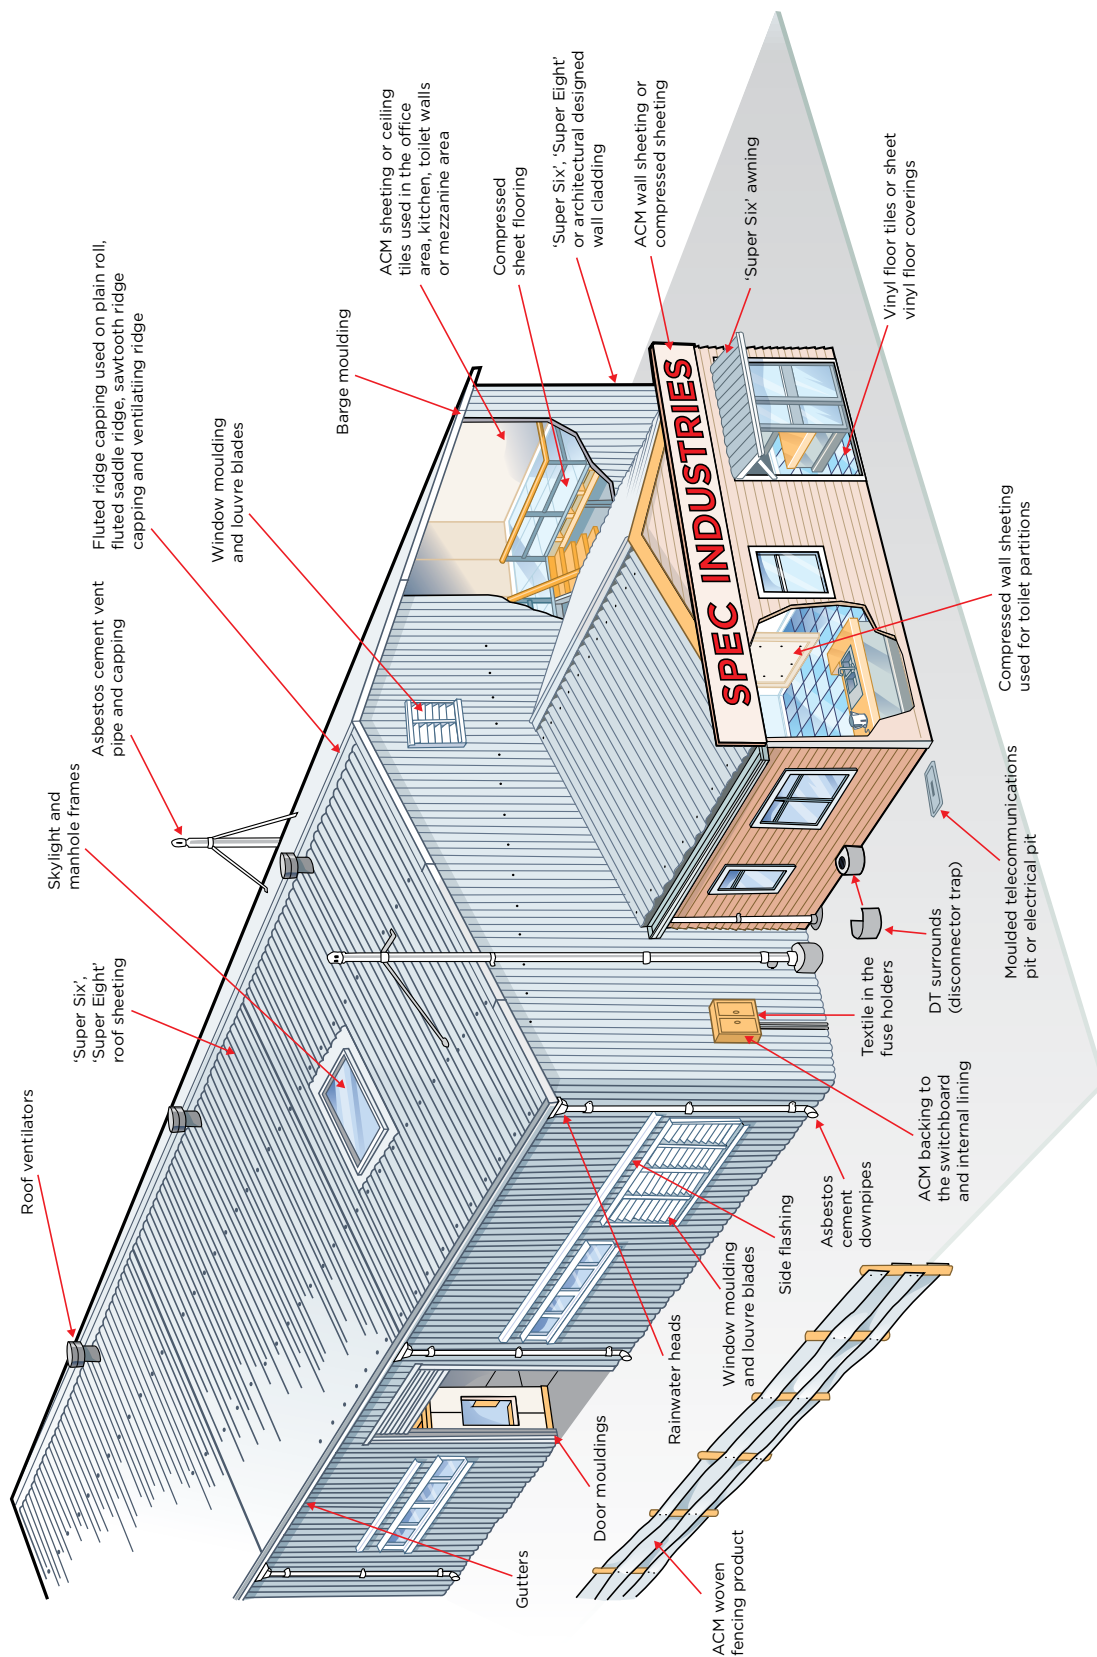 Roof ventilators
'Super Six',
'Super Eight'
roof sheeting
Skylight and
manhole frames
Asbestos cement vent
pipe and capping
Fluted ridge capping used on plain roll,
fluted saddle ridge, sawtooth ridge
capping and ventilatiing ridge
Window moulding
and louvre blades
Barge moulding
ACM sheeting or ceiling
tiles used in the office
area, kitchen, toilet walls
or mezzanine area
Compressed
sheet flooring
'Super Six', 'Super Eight'
or architectural designed
wall cladding
ACM wall sheeting or
compressed sheeting
'Super Six' awning
Vinyl floor tiles or sheet
vinyl floor coverings
SPEC INDUSTRIES
Compressed wall sheeting
used for toilet partitions
Moulded telecommunications
pit or electrical pit
DT surrounds
(disconnector trap)
Textile in the
fuse holders
ACM backing to
the switchboard
and internal lining
Asbestos
cement
downpipes
Side flashing
Window moulding
and louvre blades
Rainwater heads
Door mouldings
Gutters
ACM woven
fencing product